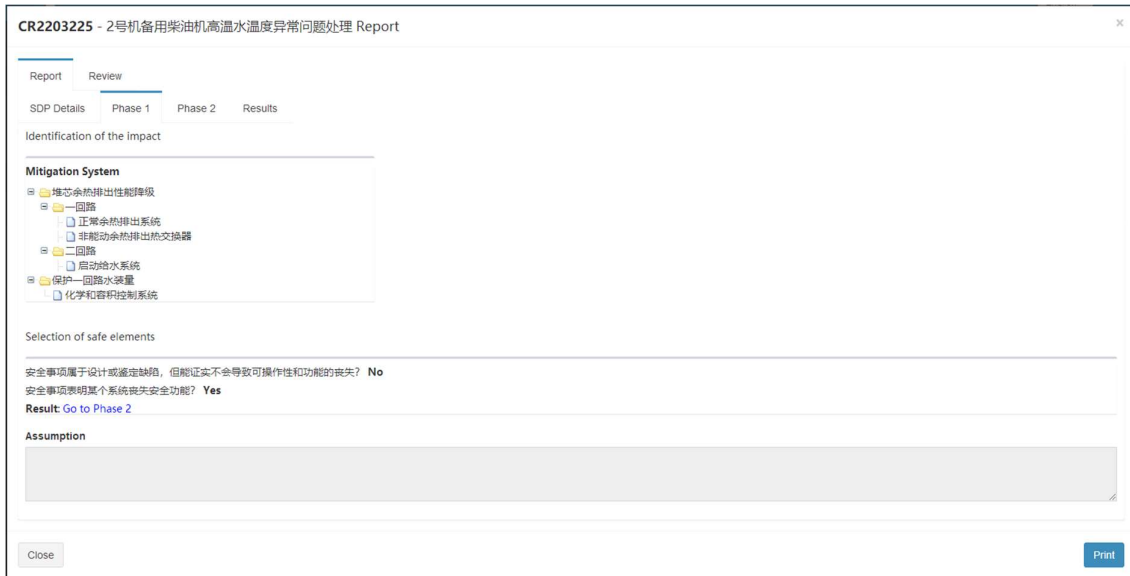 CR2203225 - 2号机备用柴油机高温水温度异常问题处理 Report
×
Report Review
SDP Details Phase 1 Phase 2 Results
Identification of the impact
Mitigation System
堆芯余热排出性能降级
一回路
正常余热排出系统
非能动余热排出热交换器
二回路
启动给水系统
保护一回路水装量
化学和容积控制系统
Selection of safe elements
安全事项属于设计或鉴定缺陷，但能证实不会导致可操作性和功能的丧失？ No
安全事项表明某个系统丧失安全功能？ Yes
Result: Go to Phase 2
Assumption
Close Print